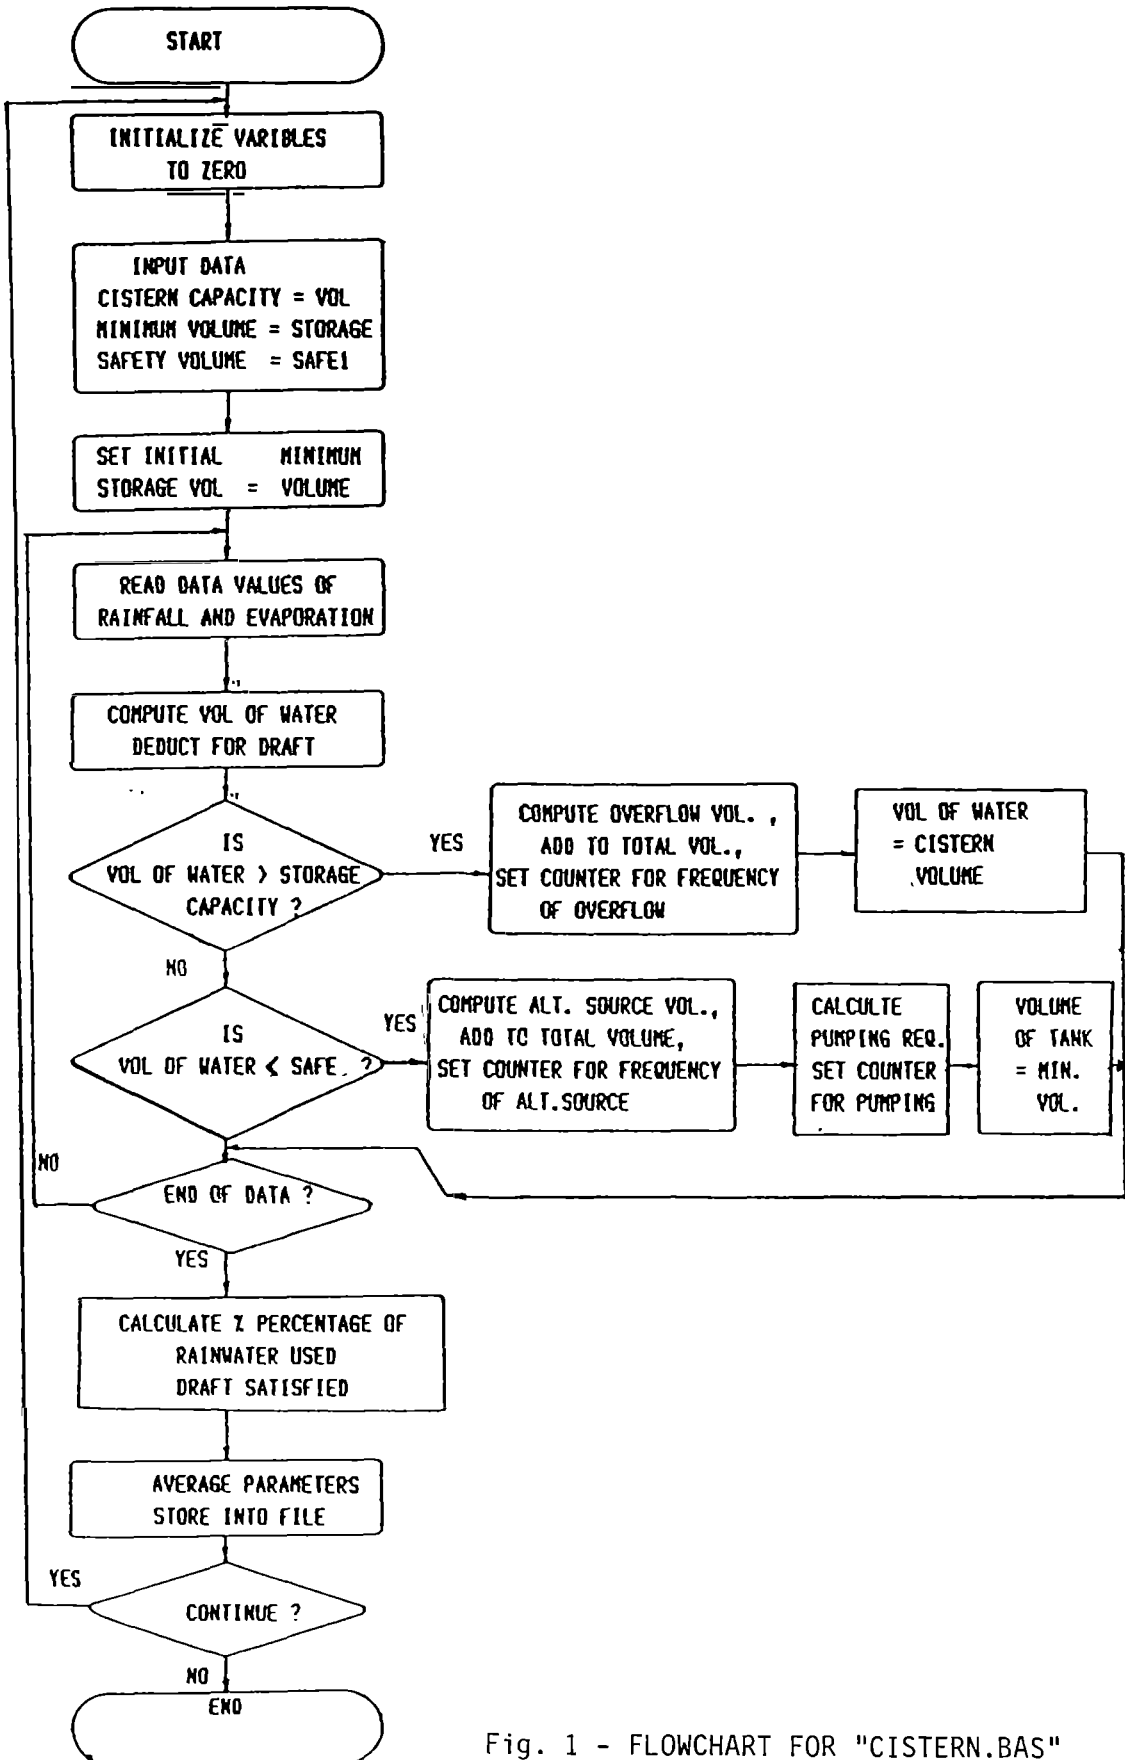 START
INITIALIZE VARIBLES
TO ZERO
INPUT DATA
CISTERN CAPACITY = VOL
MINIMUM VOLUME = STORAGE
SAFETY VOLUME = SAFE1
SET INITIAL MINIMUM
STORAGE VOL = VOLUME
READ DATA VALUES OF
RAINFALL AND EVAPORATION
COMPUTE VOL OF WATER
DEDUCT FOR DRAFT
IS
VOL OF WATER > STORAGE
CAPACITY ?
YES
COMPUTE OVERFLOW VOL. ,
ADD TO TOTAL VOL.,
SET COUNTER FOR FREQUENCY
OF OVERFLOW
VOL OF WATER
= CISTERN
VOLUME
NO
IS
VOL OF WATER < SAFE. ?
YES
COMPUTE ALT. SOURCE VOL.,
ADD TO TOTAL VOLUME,
SET COUNTER FOR FREQUENCY
OF ALT.SOURCE
CALCULTE
PUMPING REQ.
SET COUNTER
FOR PUMPING
VOLUME
OF TANK
= MIN.
VOL.
NO
END OF DATA ?
YES
CALCULATE % PERCENTAGE OF
RAINWATER USED
DRAFT SATISFIED
AVERAGE PARAMETERS
STORE INTO FILE
YES
CONTINUE ?
NO
END
Fig. 1 - FLOWCHART FOR "CISTERN.BAS"